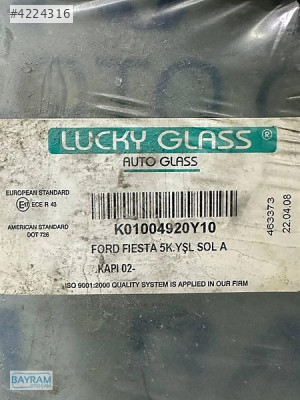 #4224316
LUCKY GLASS ®
AUTO GLASS
EUROPEAN STANDARD
ECE R 43
AMERICAN STANDARD
DOT 726
K01004920Y10
FORD FIESTA 5K.YŞL SOL A
.KAPI 02-
ISO 9001:2000 QUALITY SYSTEM IS APPLIED IN OUR FIRM
463373
22.04.08
BAYRAM